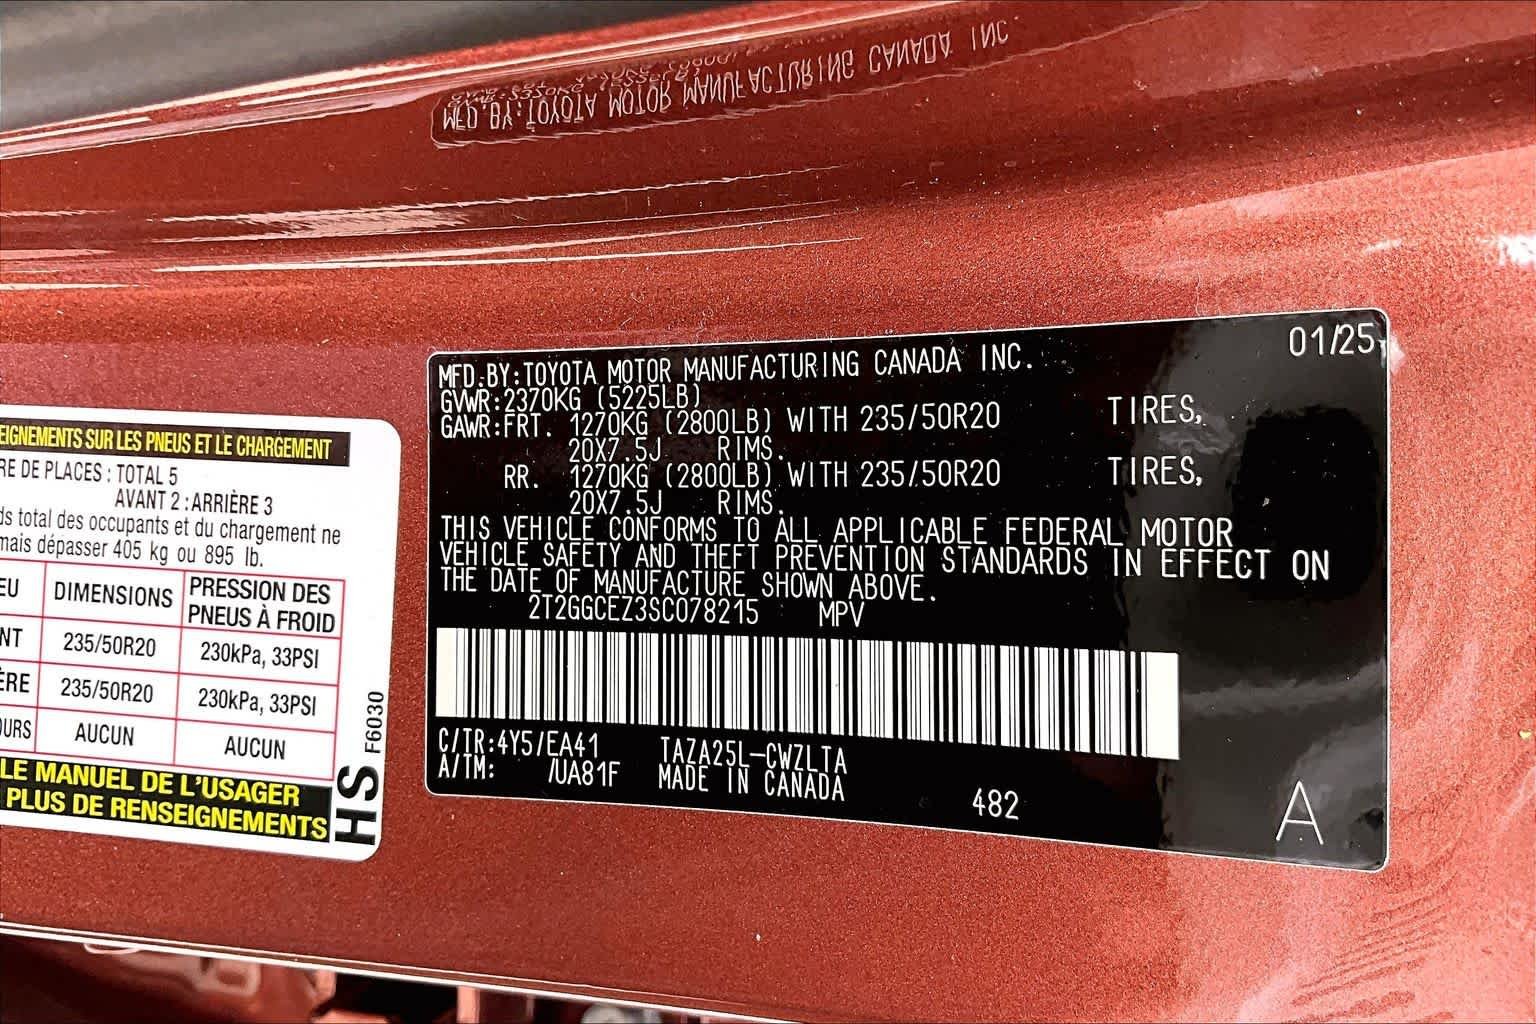 MFD.BY:TOYOTA MOTOR MANUFACTURING CANADA INC
EIGNEMENTS SUR LES PNEUS ET LE CHARGEMENT
RE DE PLACES : TOTAL 5
AVANT 2 : ARRIÈRE 3
ds total des occupants et du chargement ne
mais dépasser 405 kg ou 895 lb.
EU DIMENSIONS PRESSION DES
PNEUS À FROID
NT 235/50R20 230kPa, 33PSI
ÈRE 235/50R20 230kPa, 33PSI
OURS AUCUN AUCUN
LE MANUEL DE L'USAGER
PLUS DE RENSEIGNEMENTS
HS F6030
01/25
MFD.BY:TOYOTA MOTOR MANUFACTURING CANADA INC.
GVWR:2370KG (5225LB)
GAWR:FRT. 1270KG (2800LB) WITH 235/50R20 TIRES,
20X7.5J RIMS.
RR. 1270KG (2800LB) WITH 235/50R20 TIRES,
20X7.5J RIMS.
THIS VEHICLE CONFORMS TO ALL APPLICABLE FEDERAL MOTOR
VEHICLE SAFETY AND THEFT PREVENTION STANDARDS IN EFFECT ON
THE DATE OF MANUFACTURE SHOWN ABOVE.
2T2GGCEZ3SC078215 MPV
C/TR:4Y5/EA41 TAZA25L-CWZLTA
A/TM: /UA81F MADE IN CANADA
482
A